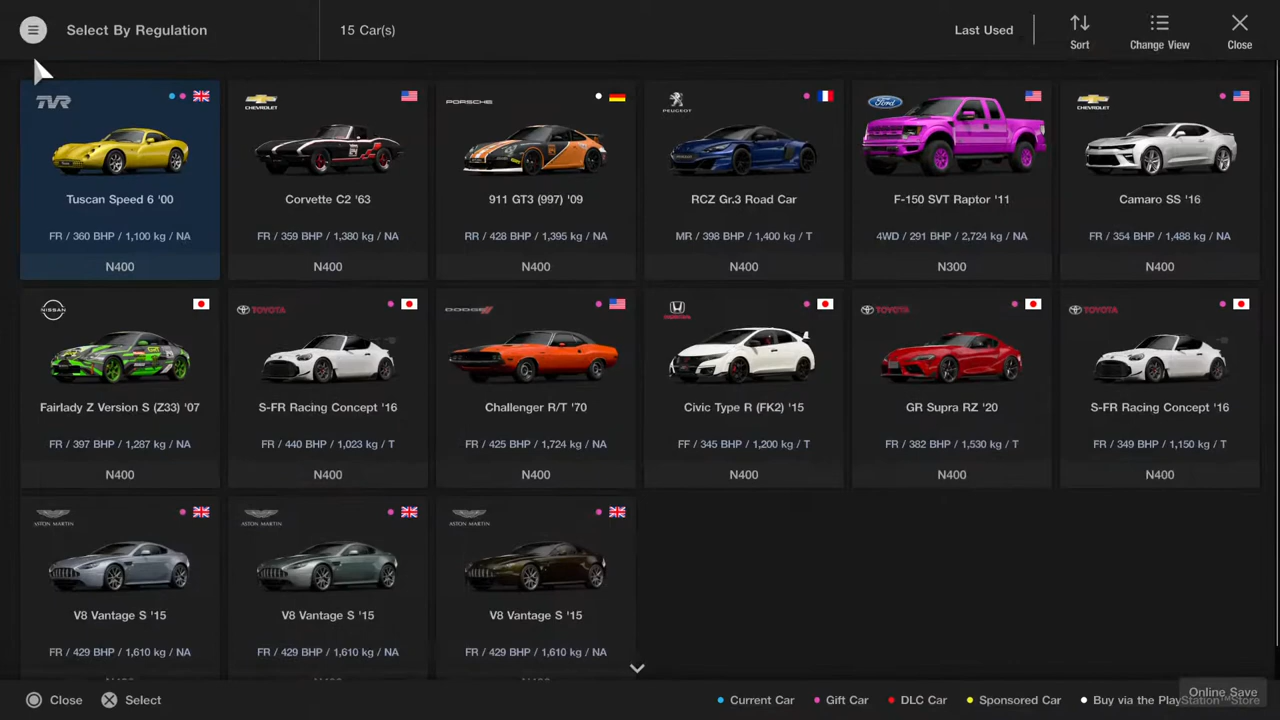 Select By Regulation
15 Car(s)
Last Used
Sort
Change View
Close
TVR
Tuscan Speed 6 '00
FR / 360 BHP / 1,100 kg / NA
N400
CHEVROLET
Corvette C2 '63
FR / 359 BHP / 1,380 kg / NA
N400
PORSCHE
911 GT3 (997) '09
RR / 428 BHP / 1,395 kg / NA
N400
PEUGEOT
RCZ Gr.3 Road Car
MR / 398 BHP / 1,400 kg / T
N400
Ford
F-150 SVT Raptor '11
4WD / 291 BHP / 2,724 kg / NA
N300
CHEVROLET
Camaro SS '16
FR / 354 BHP / 1,488 kg / NA
N400
NISSAN
Fairlady Z Version S (Z33) '07
FR / 397 BHP / 1,287 kg / NA
N400
TOYOTA
S-FR Racing Concept '16
FR / 440 BHP / 1,023 kg / T
N400
Challenger R/T '70
FR / 425 BHP / 1,724 kg / NA
N400
HONDA
Civic Type R (FK2) '15
FF / 345 BHP / 1,200 kg / T
N400
TOYOTA
GR Supra RZ '20
FR / 382 BHP / 1,530 kg / T
N400
TOYOTA
S-FR Racing Concept '16
FR / 349 BHP / 1,150 kg / T
N400
ASTON MARTIN
V8 Vantage S '15
FR / 429 BHP / 1,610 kg / NA
ASTON MARTIN
V8 Vantage S '15
FR / 429 BHP / 1,610 kg / NA
ASTON MARTIN
V8 Vantage S '15
FR / 429 BHP / 1,610 kg / NA
Close
Select
Current Car
Gift Car
DLC Car
Sponsored Car
Buy via the PlayStation™Store
Online Save